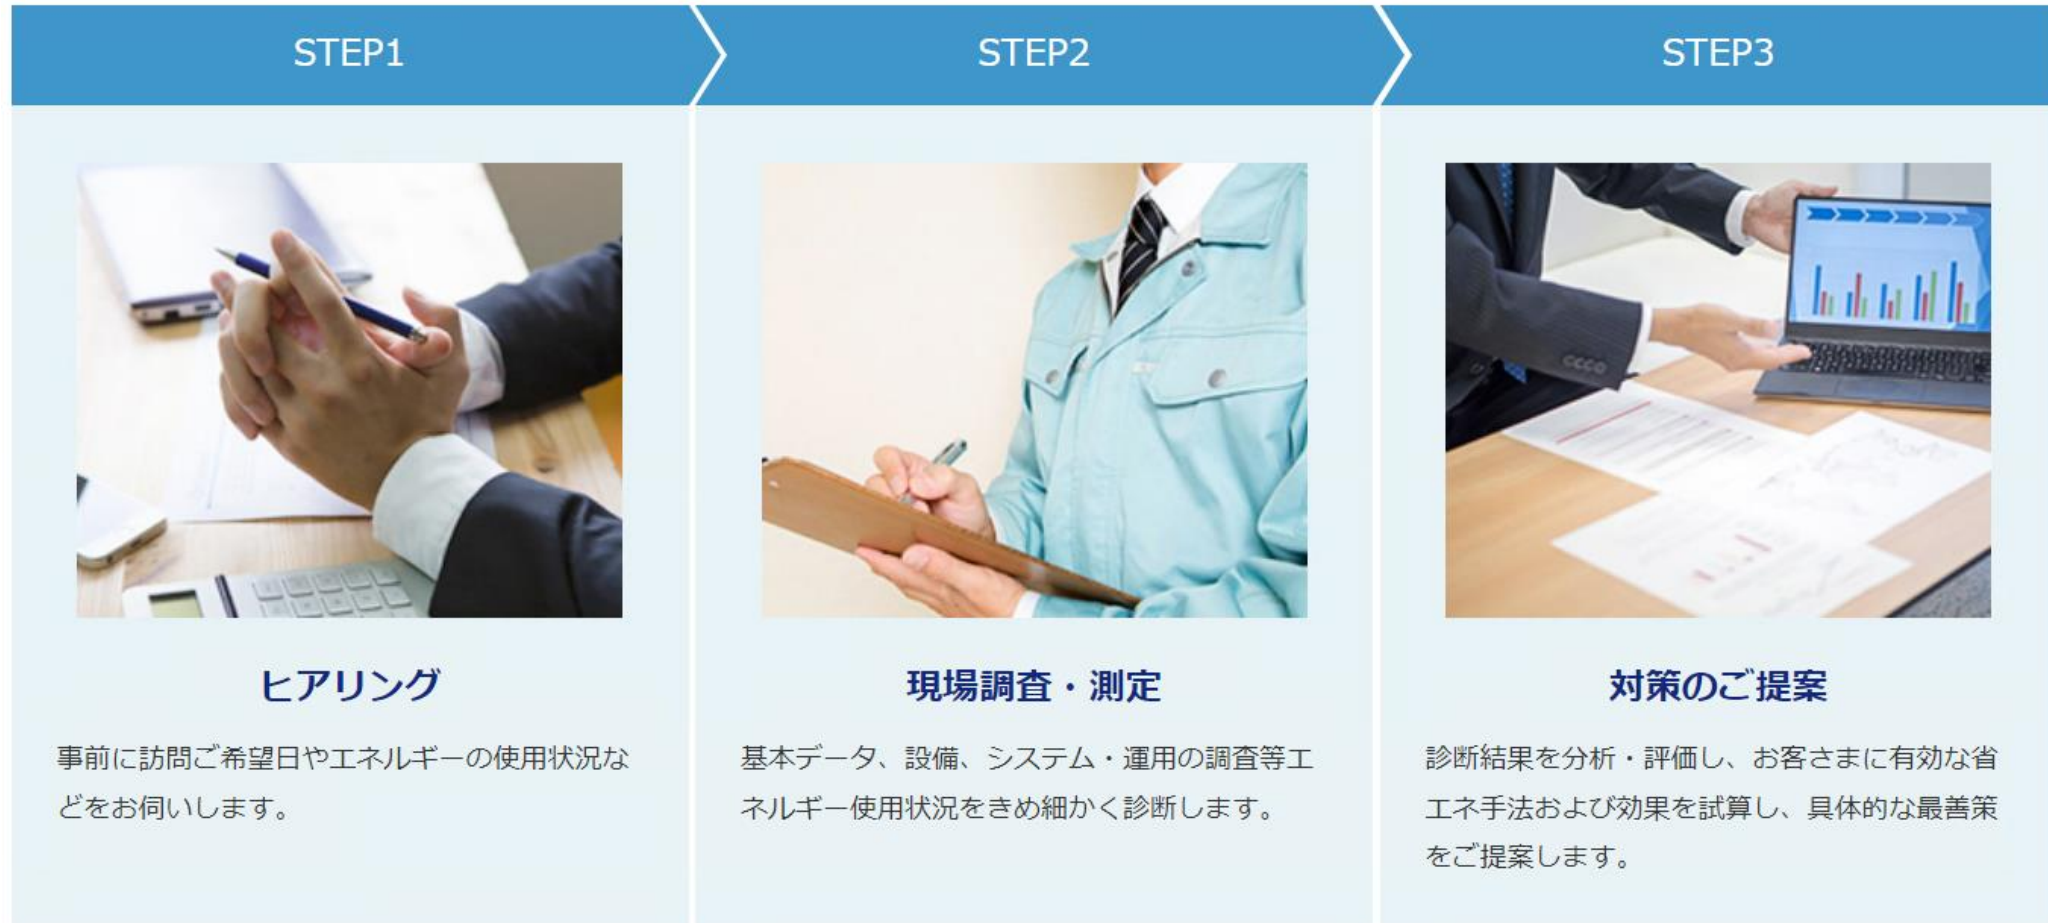 STEP1
STEP2
STEP3
ヒアリング
事前に訪問ご希望日やエネルギーの使用状況な
どをお伺いします。
現場調査・測定
基本データ、設備、システム・運用の調査等エ
ネルギー使用状況をきめ細かく診断します。
対策のご提案
診断結果を分析・評価し、お客さまに有効な省
エネ手法および効果を試算し、具体的な最善策
をご提案します。